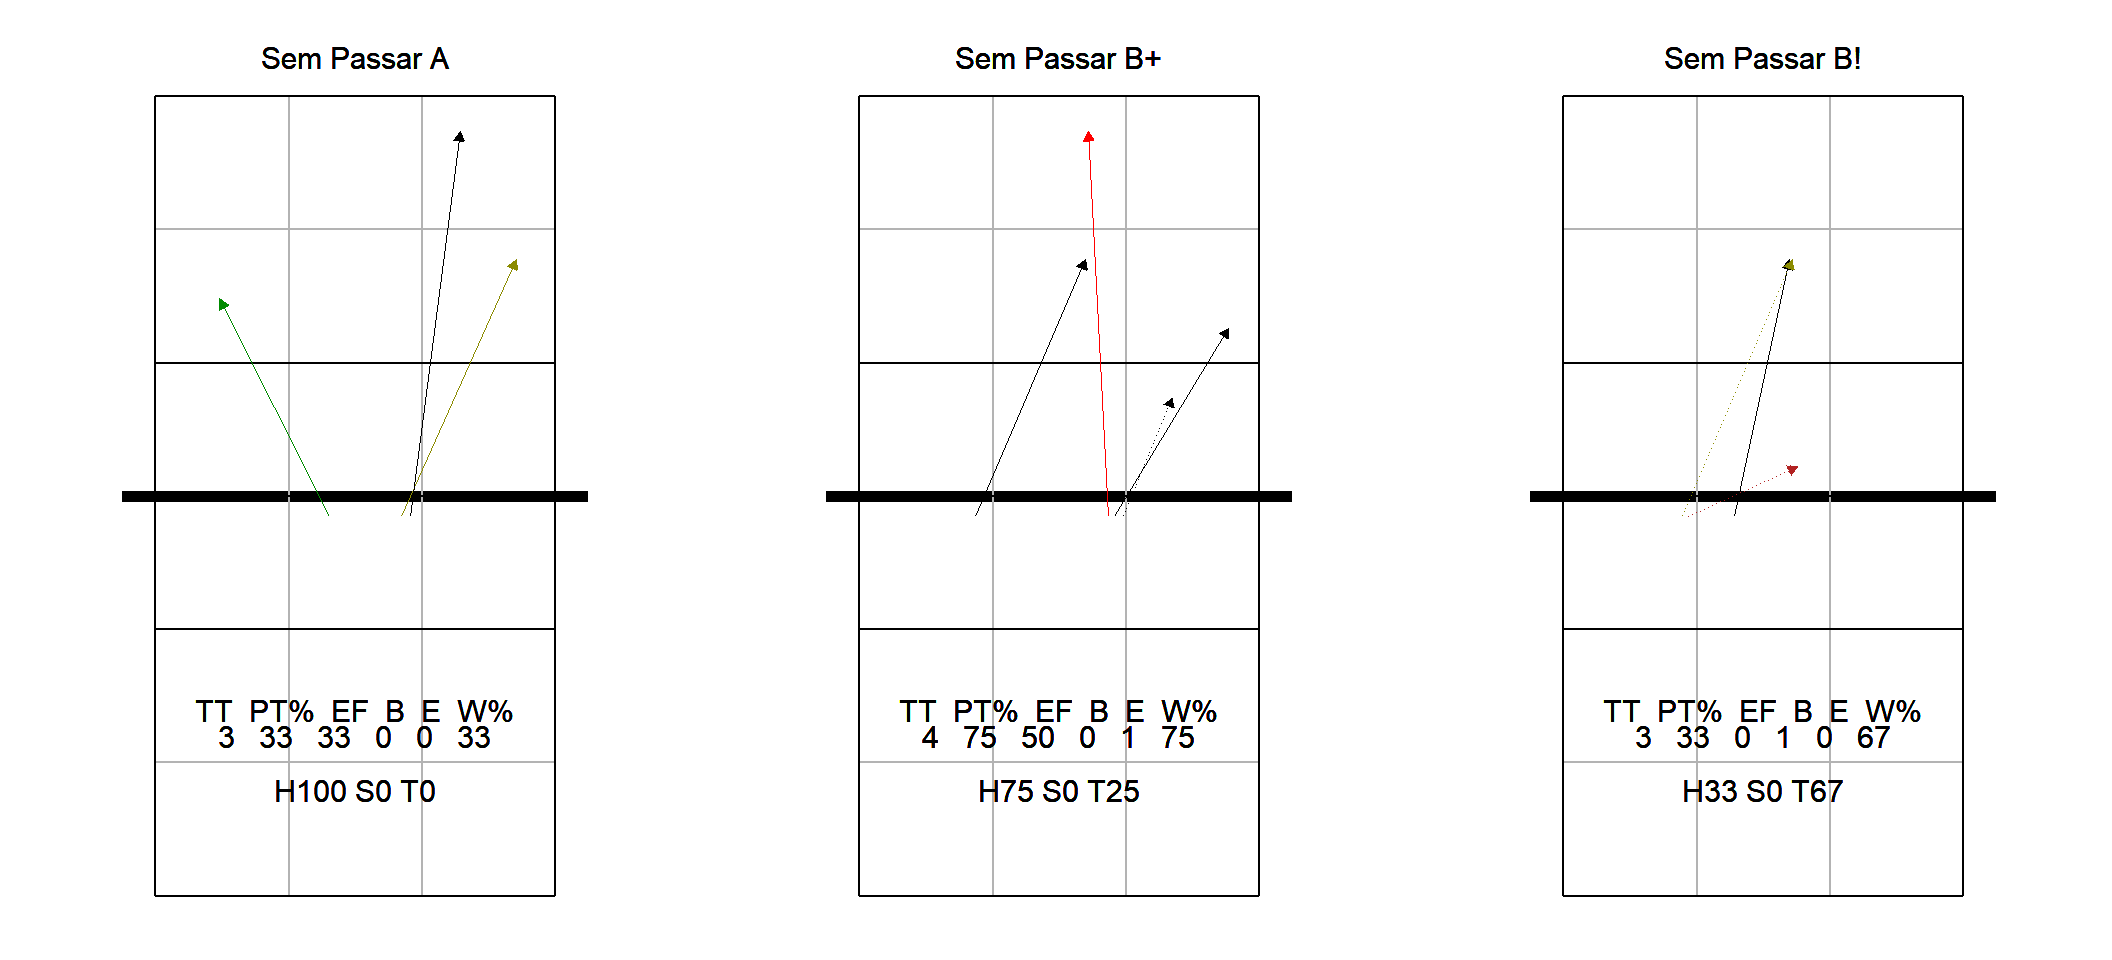 Sem Passar A
TT PT% EF B E W%
3 33 33 0 0 33
H100 S0 T0
Sem Passar B+
TT PT% EF B E W%
4 75 50 0 1 75
H75 S0 T25
Sem Passar B!
TT PT% EF B E W%
3 33 0 1 0 67
H33 S0 T67